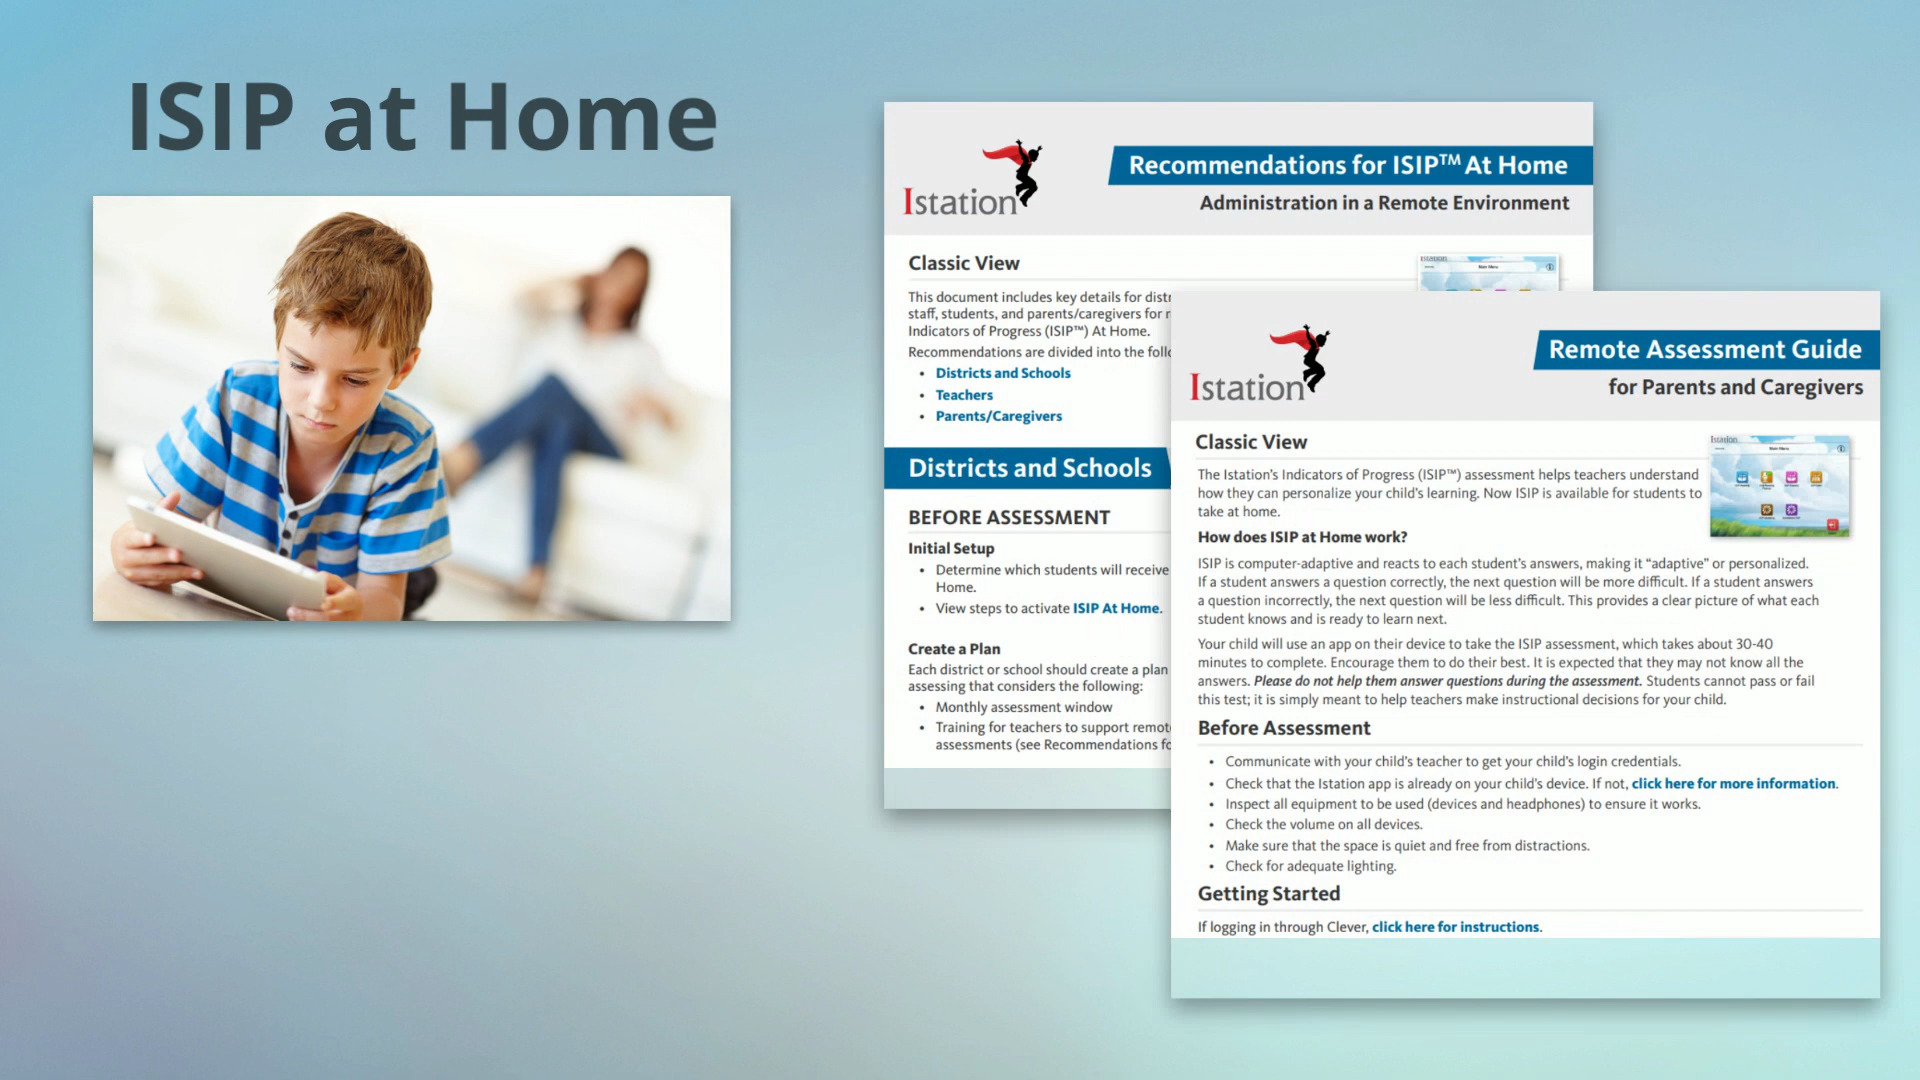 ISIP at Home
Istation
Recommendations for ISIP™ At Home
Administration in a Remote Environment
Classic View
This document includes key details for
staff, students, and parents/caregivers for
Indicators of Progress (ISIP™) At Home.
Recommendations are divided into the
• Districts and Schools
• Teachers
• Parents/Caregivers
Districts and Schools
BEFORE ASSESSMENT
Initial Setup
• Determine which students will receive
Home.
• View steps to activate ISIP At Home.
Create a Plan
Each district or school should create a plan
assessing that considers the following:
• Monthly assessment window
• Training for teachers to support
assessments (see Recommendations
Istation
Main Menu
Istation
Remote Assessment Guide
for Parents and Caregivers
Classic View
The Istation's Indicators of Progress (ISIP™) assessment helps teachers understand
how they can personalize your child's learning. Now ISIP is available for students to
take at home.
Istation
Main Menu
How does ISIP at Home work?
ISIP is computer-adaptive and reacts to each student's answers, making it “adaptive” or personalized.
If a student answers a question correctly, the next question will be more difficult. If a student answers
a question incorrectly, the next question will be less difficult. This provides a clear picture of what each
student knows and is ready to learn next.
Your child will use an app on their device to take the ISIP assessment, which takes about 30-40
minutes to complete. Encourage them to do their best. It is expected that they may not know all the
answers. Please do not help them answer questions during the assessment. Students cannot pass or fail
this test; it is simply meant to help teachers make instructional decisions for your child.
Before Assessment
• Communicate with your child's teacher to get your child's login credentials.
• Check that the Istation app is already on your child's device. If not, click here for more information.
• Inspect all equipment to be used (devices and headphones) to ensure it works.
• Check the volume on all devices.
• Make sure that the space is quiet and free from distractions.
• Check for adequate lighting.
Getting Started
If logging in through Clever, click here for instructions.